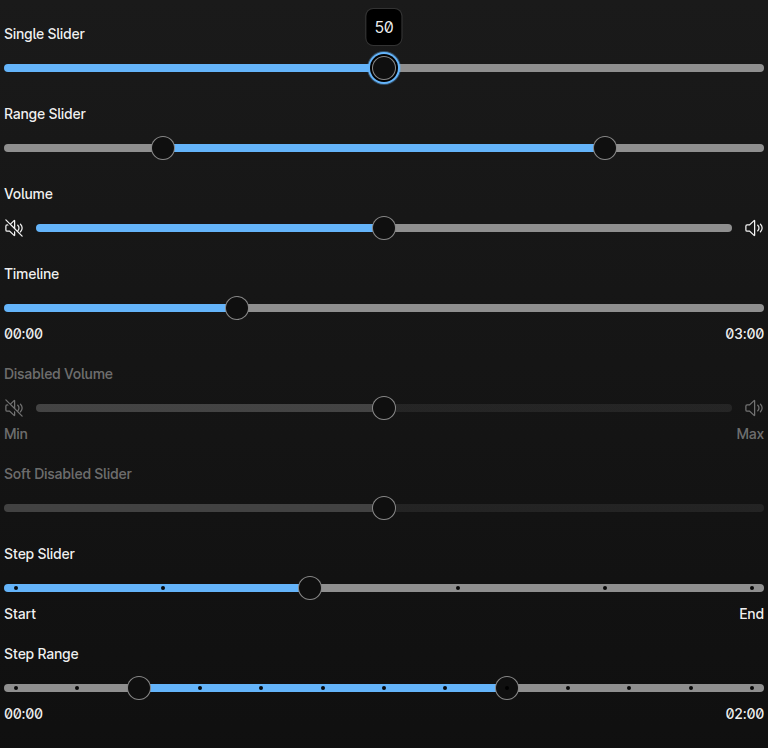 50
Single Slider
Range Slider
Volume
Timeline
00:00 03:00
Disabled Volume
Min Max
Soft Disabled Slider
Step Slider
Start End
Step Range
00:00 02:00